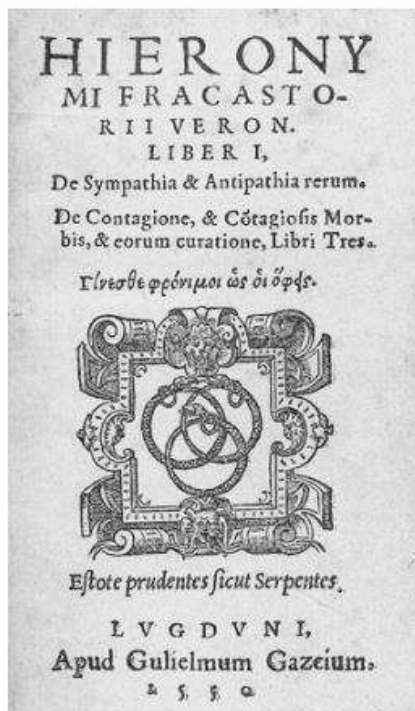 HIERONY
MI FRACASTO-
RII VERON.
LIBER I,
De Sympathia & Antipathia rerum.
De Contagione, & Cõtagiosis Mor-
bis, & eorum curatione, Libri Tres.
Γίνεσθε φρόνιμοι ὡς οἱ ὄφεις.
Eſtote prudentes ſicut Serpentes.
LVGDVNI,
Apud Gulielmum Gazeium.
1550